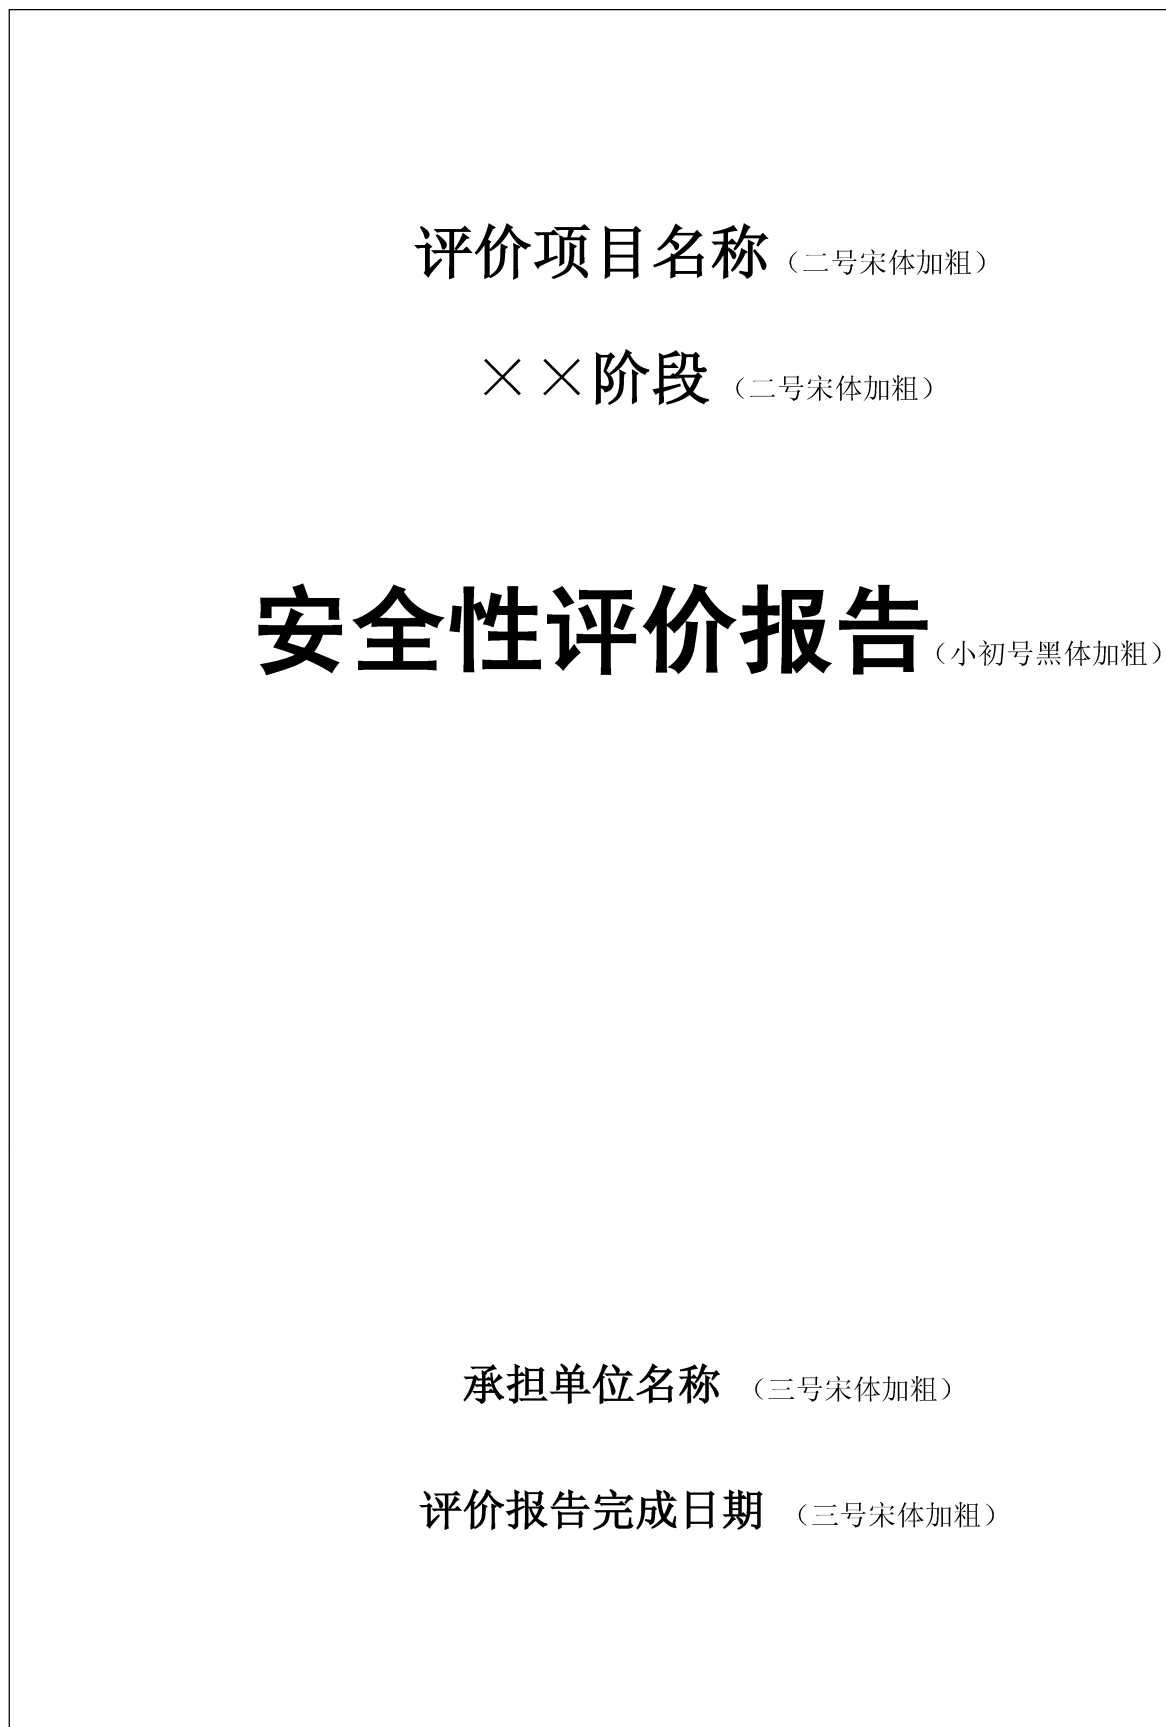 评价项目名称（二号宋体加粗）
××阶段（二号宋体加粗）
安全性评价报告（小初号黑体加粗）
承担单位名称 （三号宋体加粗）
评价报告完成日期 （三号宋体加粗）